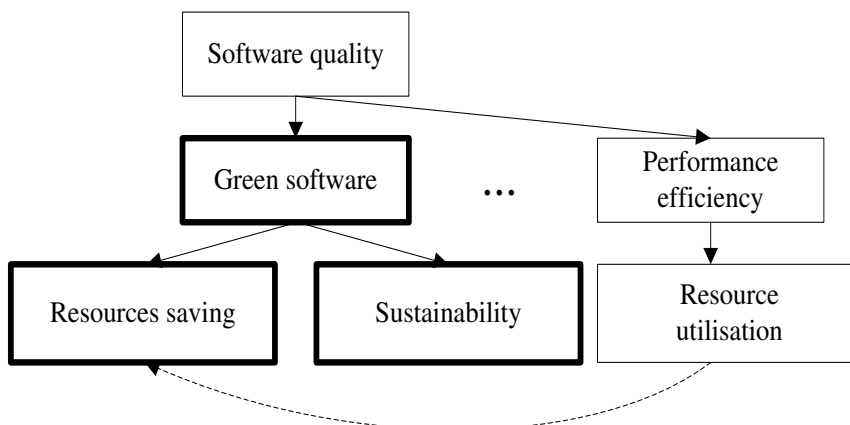 Software quality
Green software
...
Performance
efficiency
Resources saving
Sustainability
Resource
utilisation